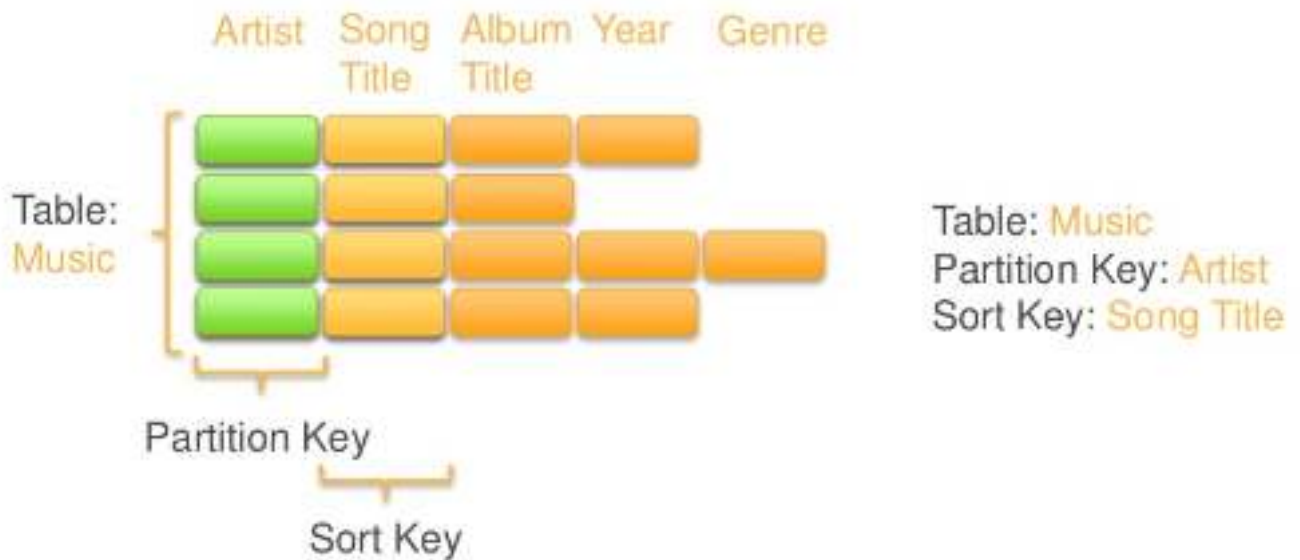 Artist
Song
Title
Album
Title
Year
Genre
Table:
Music
Partition Key
Sort Key
Table: Music
Partition Key: Artist
Sort Key: Song Title